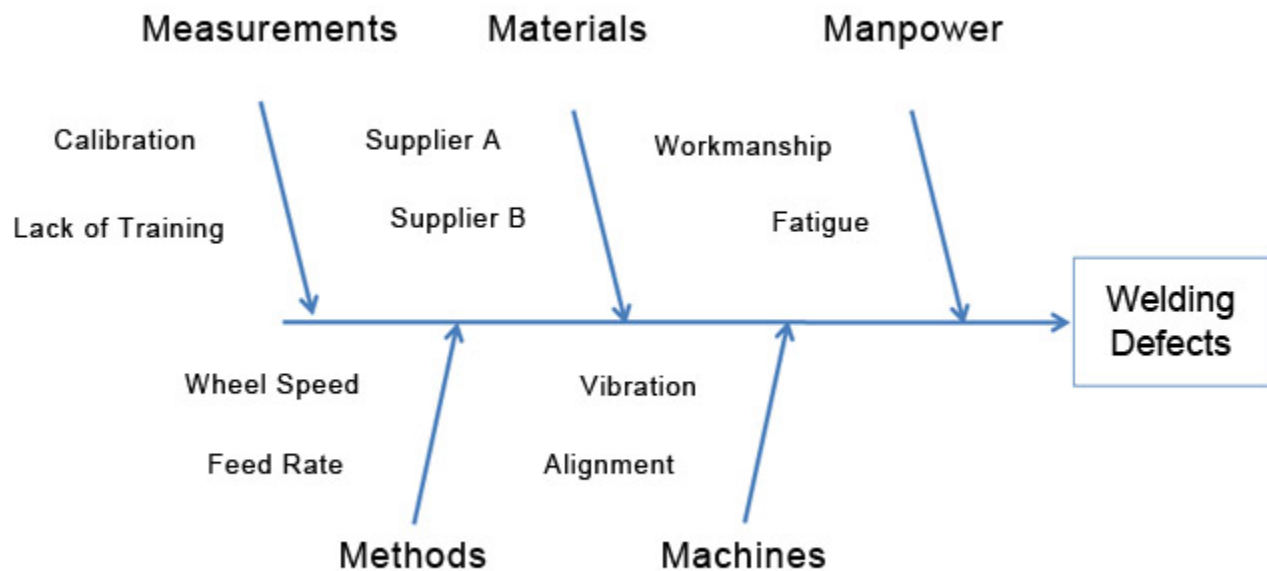 Measurements
Materials
Manpower
Calibration
Supplier A
Workmanship
Lack of Training
Supplier B
Fatigue
Welding
Defects
Wheel Speed
Vibration
Feed Rate
Alignment
Methods
Machines